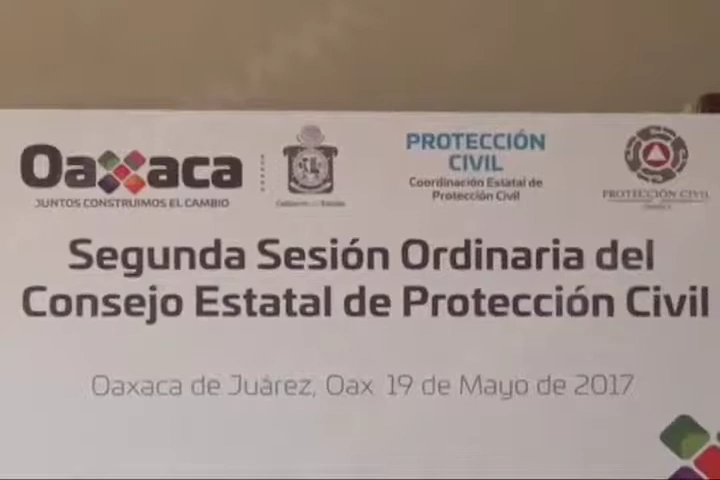 Oaxaca
JUNTOS CONSTRUIMOS EL CAMBIO
PROTECCIÓN
CIVIL
Coordinación Estatal de
Protección Civil
PROTECCIÓN CIVIL
Segunda Sesión Ordinaria del
Consejo Estatal de Protección Civil
Oaxaca de Juárez, Oax 19 de Mayo de 2017